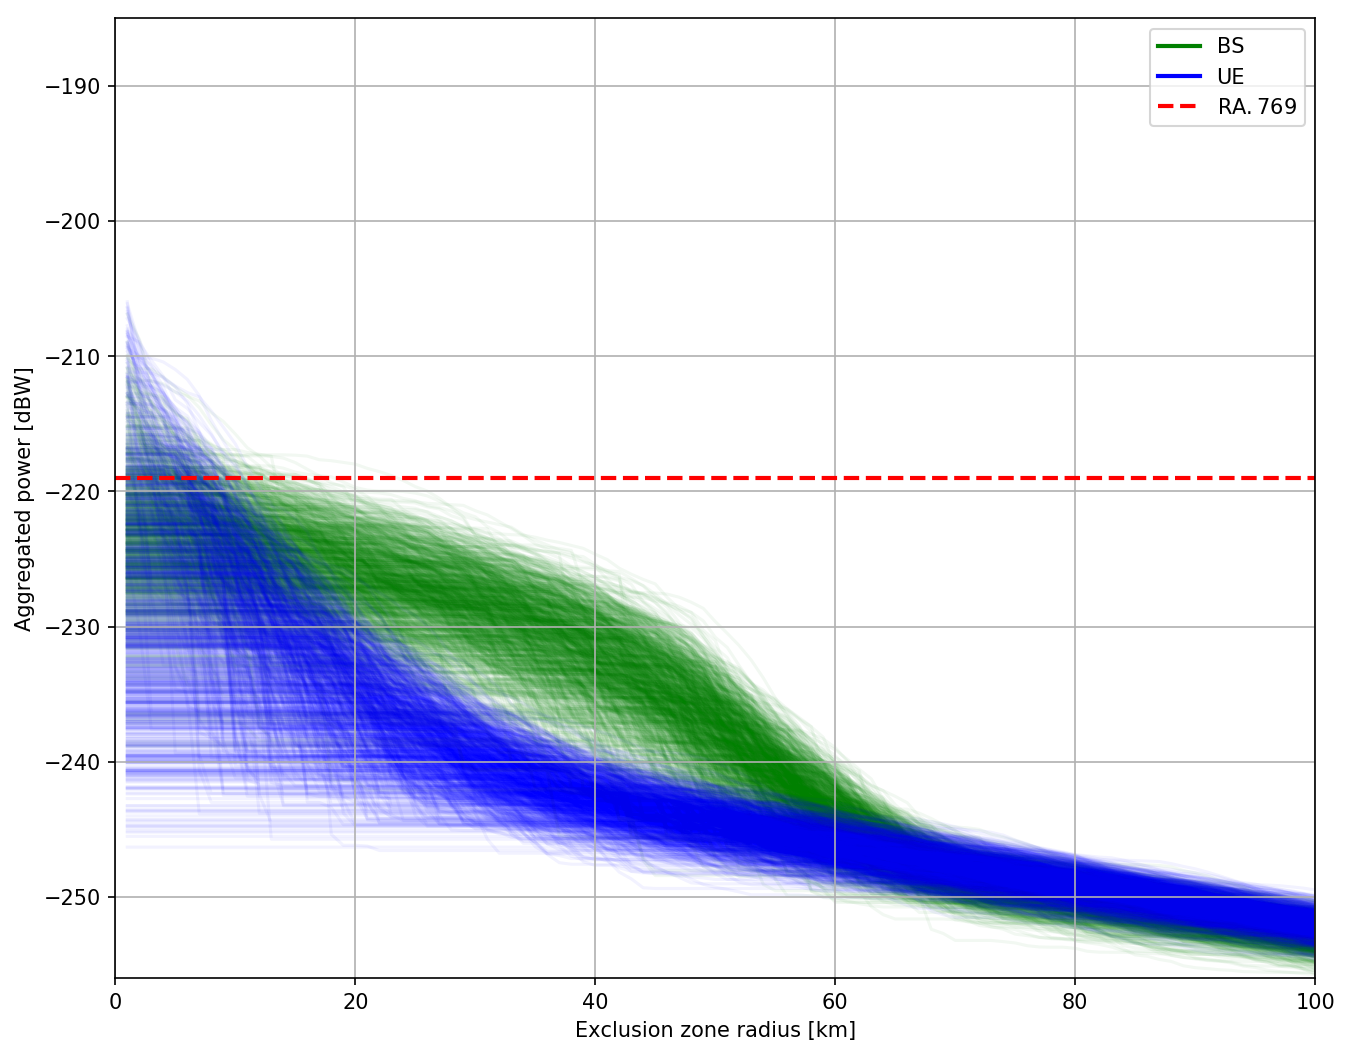 BS
UE
RA. 769
−190
−200
−210
−220
−230
−240
−250
Aggregated power [dBW]
0 20 40 60 80 100
Exclusion zone radius [km]